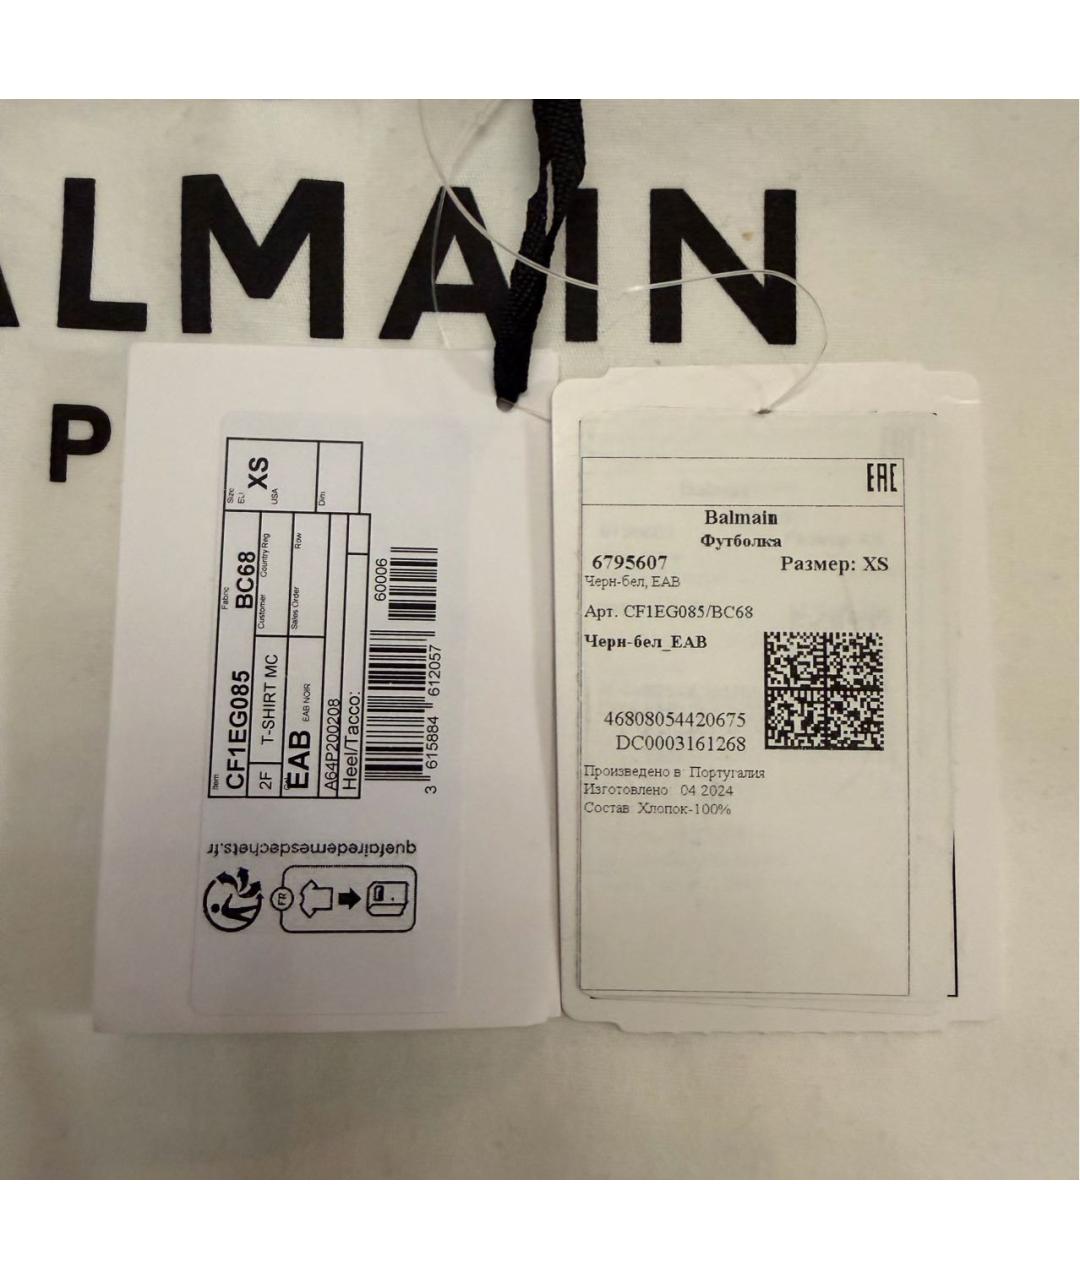 ALMAIN
P
Size
EU
XS
USA
Dim
Item
CF1EG085
Fabric
BC68
2F
T-SHIRT MC
Customer
Country Reg
EAB
EAB NOIR
Sales Order
Row
A64P200208
Heel/Tacco:
60006
3 615884 612057
quefairedemesdechets.fr
FR
EAC
Balmain
Футболка
6795607 Размер: XS
Черн-бел, EAB
Арт. CF1EG085/BC68
Черн-бел_EAB
46808054420675
DC0003161268
Произведено в Португалия
Изготовлено 04 2024
Состав Хлопок-100%